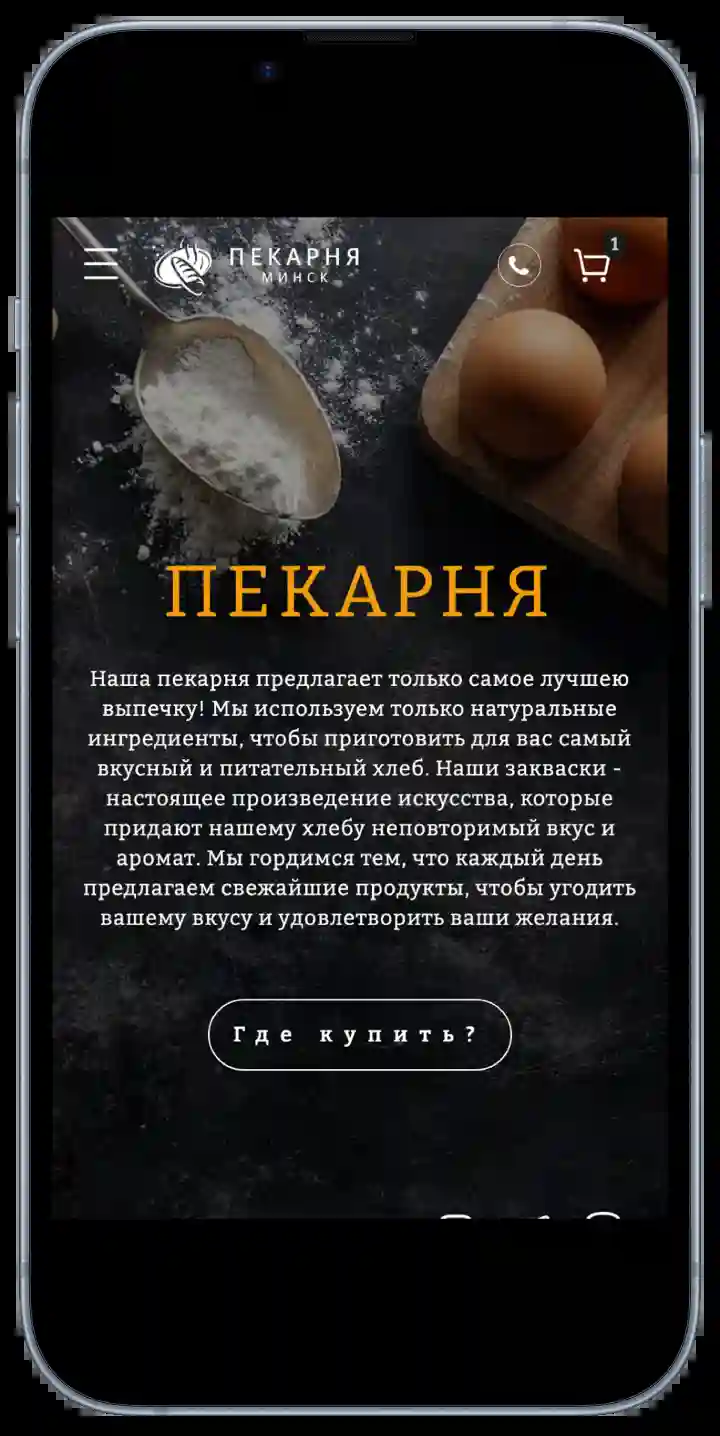 ПЕКАРНЯ
МИНСК
1
ПЕКАРНЯ
Наша пекарня предлагает только самое лучшею
выпечку! Мы используем только натуральные
ингредиенты, чтобы приготовить для вас самый
вкусный и питательный хлеб. Наши закваски -
настоящее произведение искусства, которые
придают нашему хлебу неповторимый вкус и
аромат. Мы гордимся тем, что каждый день
предлагаем свежайшие продукты, чтобы угодить
вашему вкусу и удовлетворить ваши желания.
Где купить?